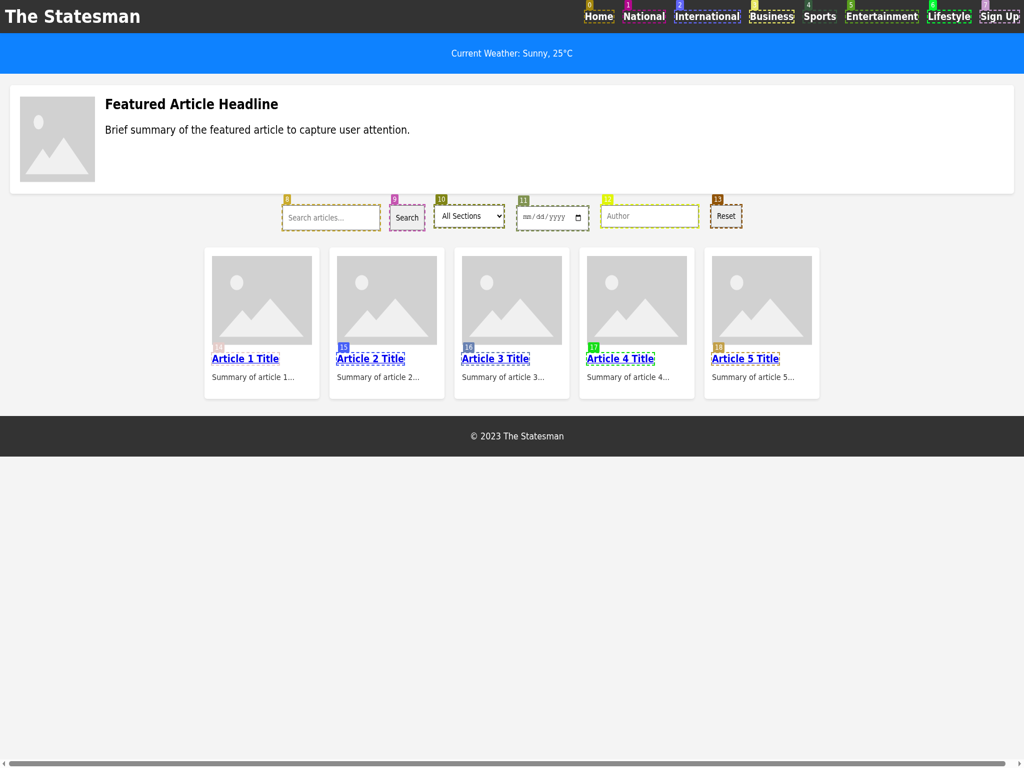 The Statesman
0 1 2 3 4 5 6 7
Home National International Business Sports Entertainment Lifestyle Sign Up
Current Weather: Sunny, 25°C
Featured Article Headline
Brief summary of the featured article to capture user attention.
8 9 10 11 12 13
Search articles... Search All Sections mm/dd/yyyy Author Reset
14 15 16 17 18
Article 1 Title Article 2 Title Article 3 Title Article 4 Title Article 5 Title
Summary of article 1... Summary of article 2... Summary of article 3... Summary of article 4... Summary of article 5...
© 2023 The Statesman